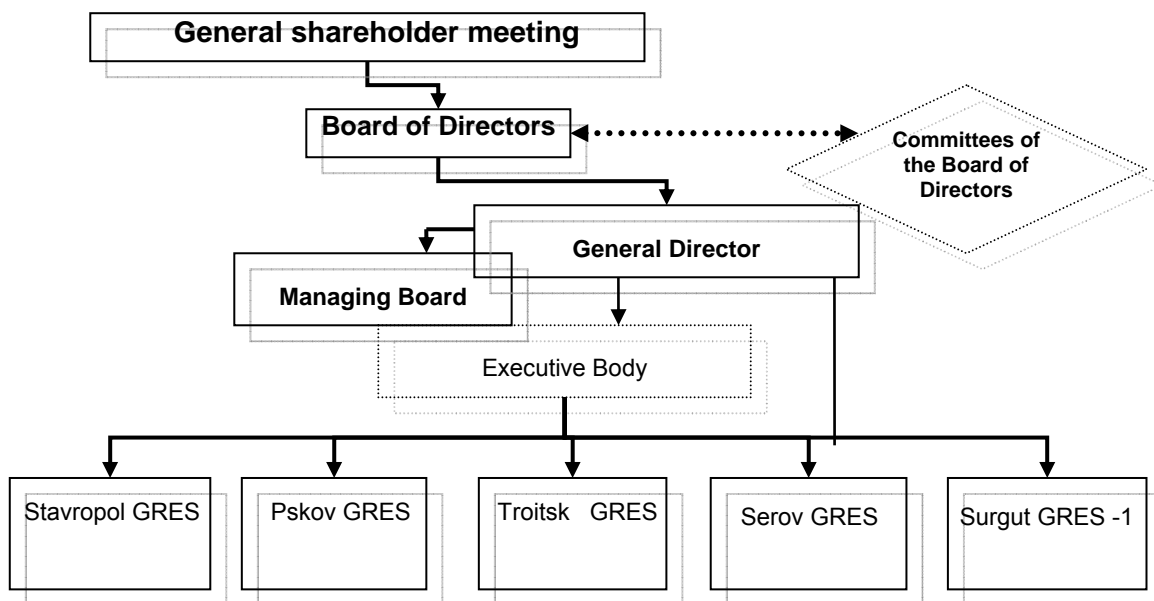 General shareholder meeting
Board of Directors
Committees of
the Board of
Directors
General Director
Managing Board
Executive Body
Stavropol GRES
Pskov GRES
Troitsk GRES
Serov GRES
Surgut GRES -1